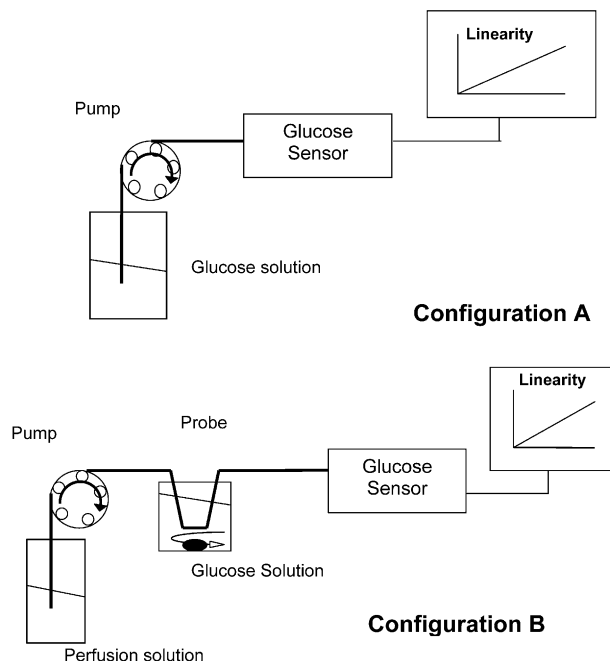 Linearity
Pump
Glucose
Sensor
Glucose solution
Configuration A
Linearity
Probe
Pump
Glucose
Sensor
Glucose Solution
Configuration B
Perfusion solution